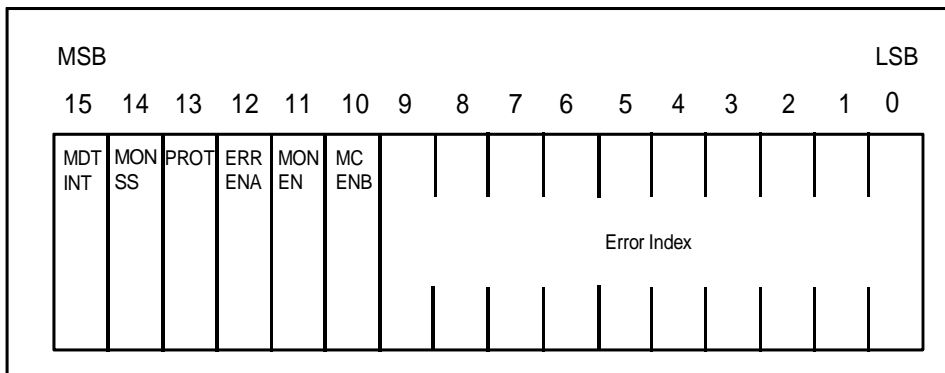 MSB LSB
15 14 13 12 11 10 9 8 7 6 5 4 3 2 1 0
MDT MON PROT ERR MON MC
INT SS ENA EN ENB
Error Index